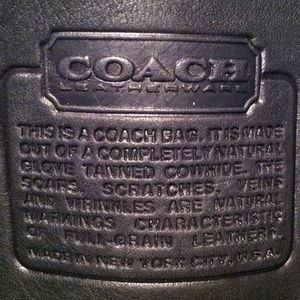 COACH
LEATHERWARE
THIS IS A COACH BAG. IT IS MADE
OUT OF A COMPLETELY NATURAL
GLOVE TANNED COWHIDE. THE
SCARS, SCRATCHES, VEINS
AND WRINKLES ARE NATURAL
MARKINGS CHARACTERISTIC
OF FULL-GRAIN LEATHER.
MADE IN NEW YORK CITY, U.S.A.